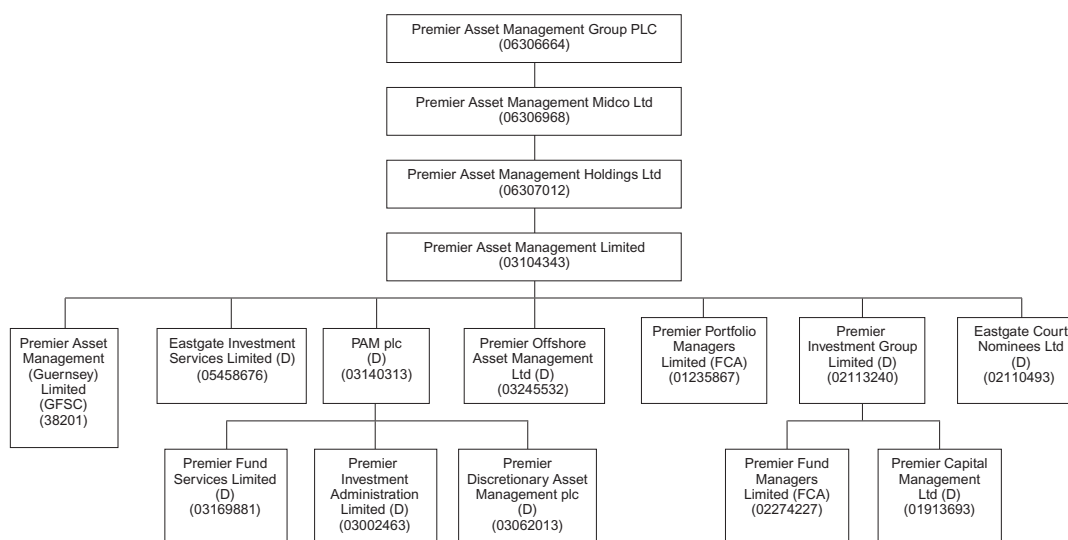 Premier Asset Management Group PLC
(06306664)
Premier Asset Management Midco Ltd
(06306968)
Premier Asset Management Holdings Ltd
(06307012)
Premier Asset Management Limited
(03104343)
Premier Asset
Management
(Guernsey)
Limited
(GFSC)
(38201)
Eastgate Investment
Services Limited (D)
(05458676)
PAM plc
(D)
(03140313)
Premier Offshore
Asset Management
Ltd (D)
(03245532)
Premier Portfolio
Managers
Limited (FCA)
(01235867)
Premier
Investment Group
Limited (D)
(02113240)
Eastgate Court
Nominees Ltd
(D)
(02110493)
Premier Fund
Services Limited
(D)
(03169881)
Premier
Investment
Administration
Limited (D)
(03002463)
Premier
Discretionary Asset
Management plc
(D)
(03062013)
Premier Fund
Managers
Limited (FCA)
(02274227)
Premier Capital
Management
Ltd (D)
(01913693)